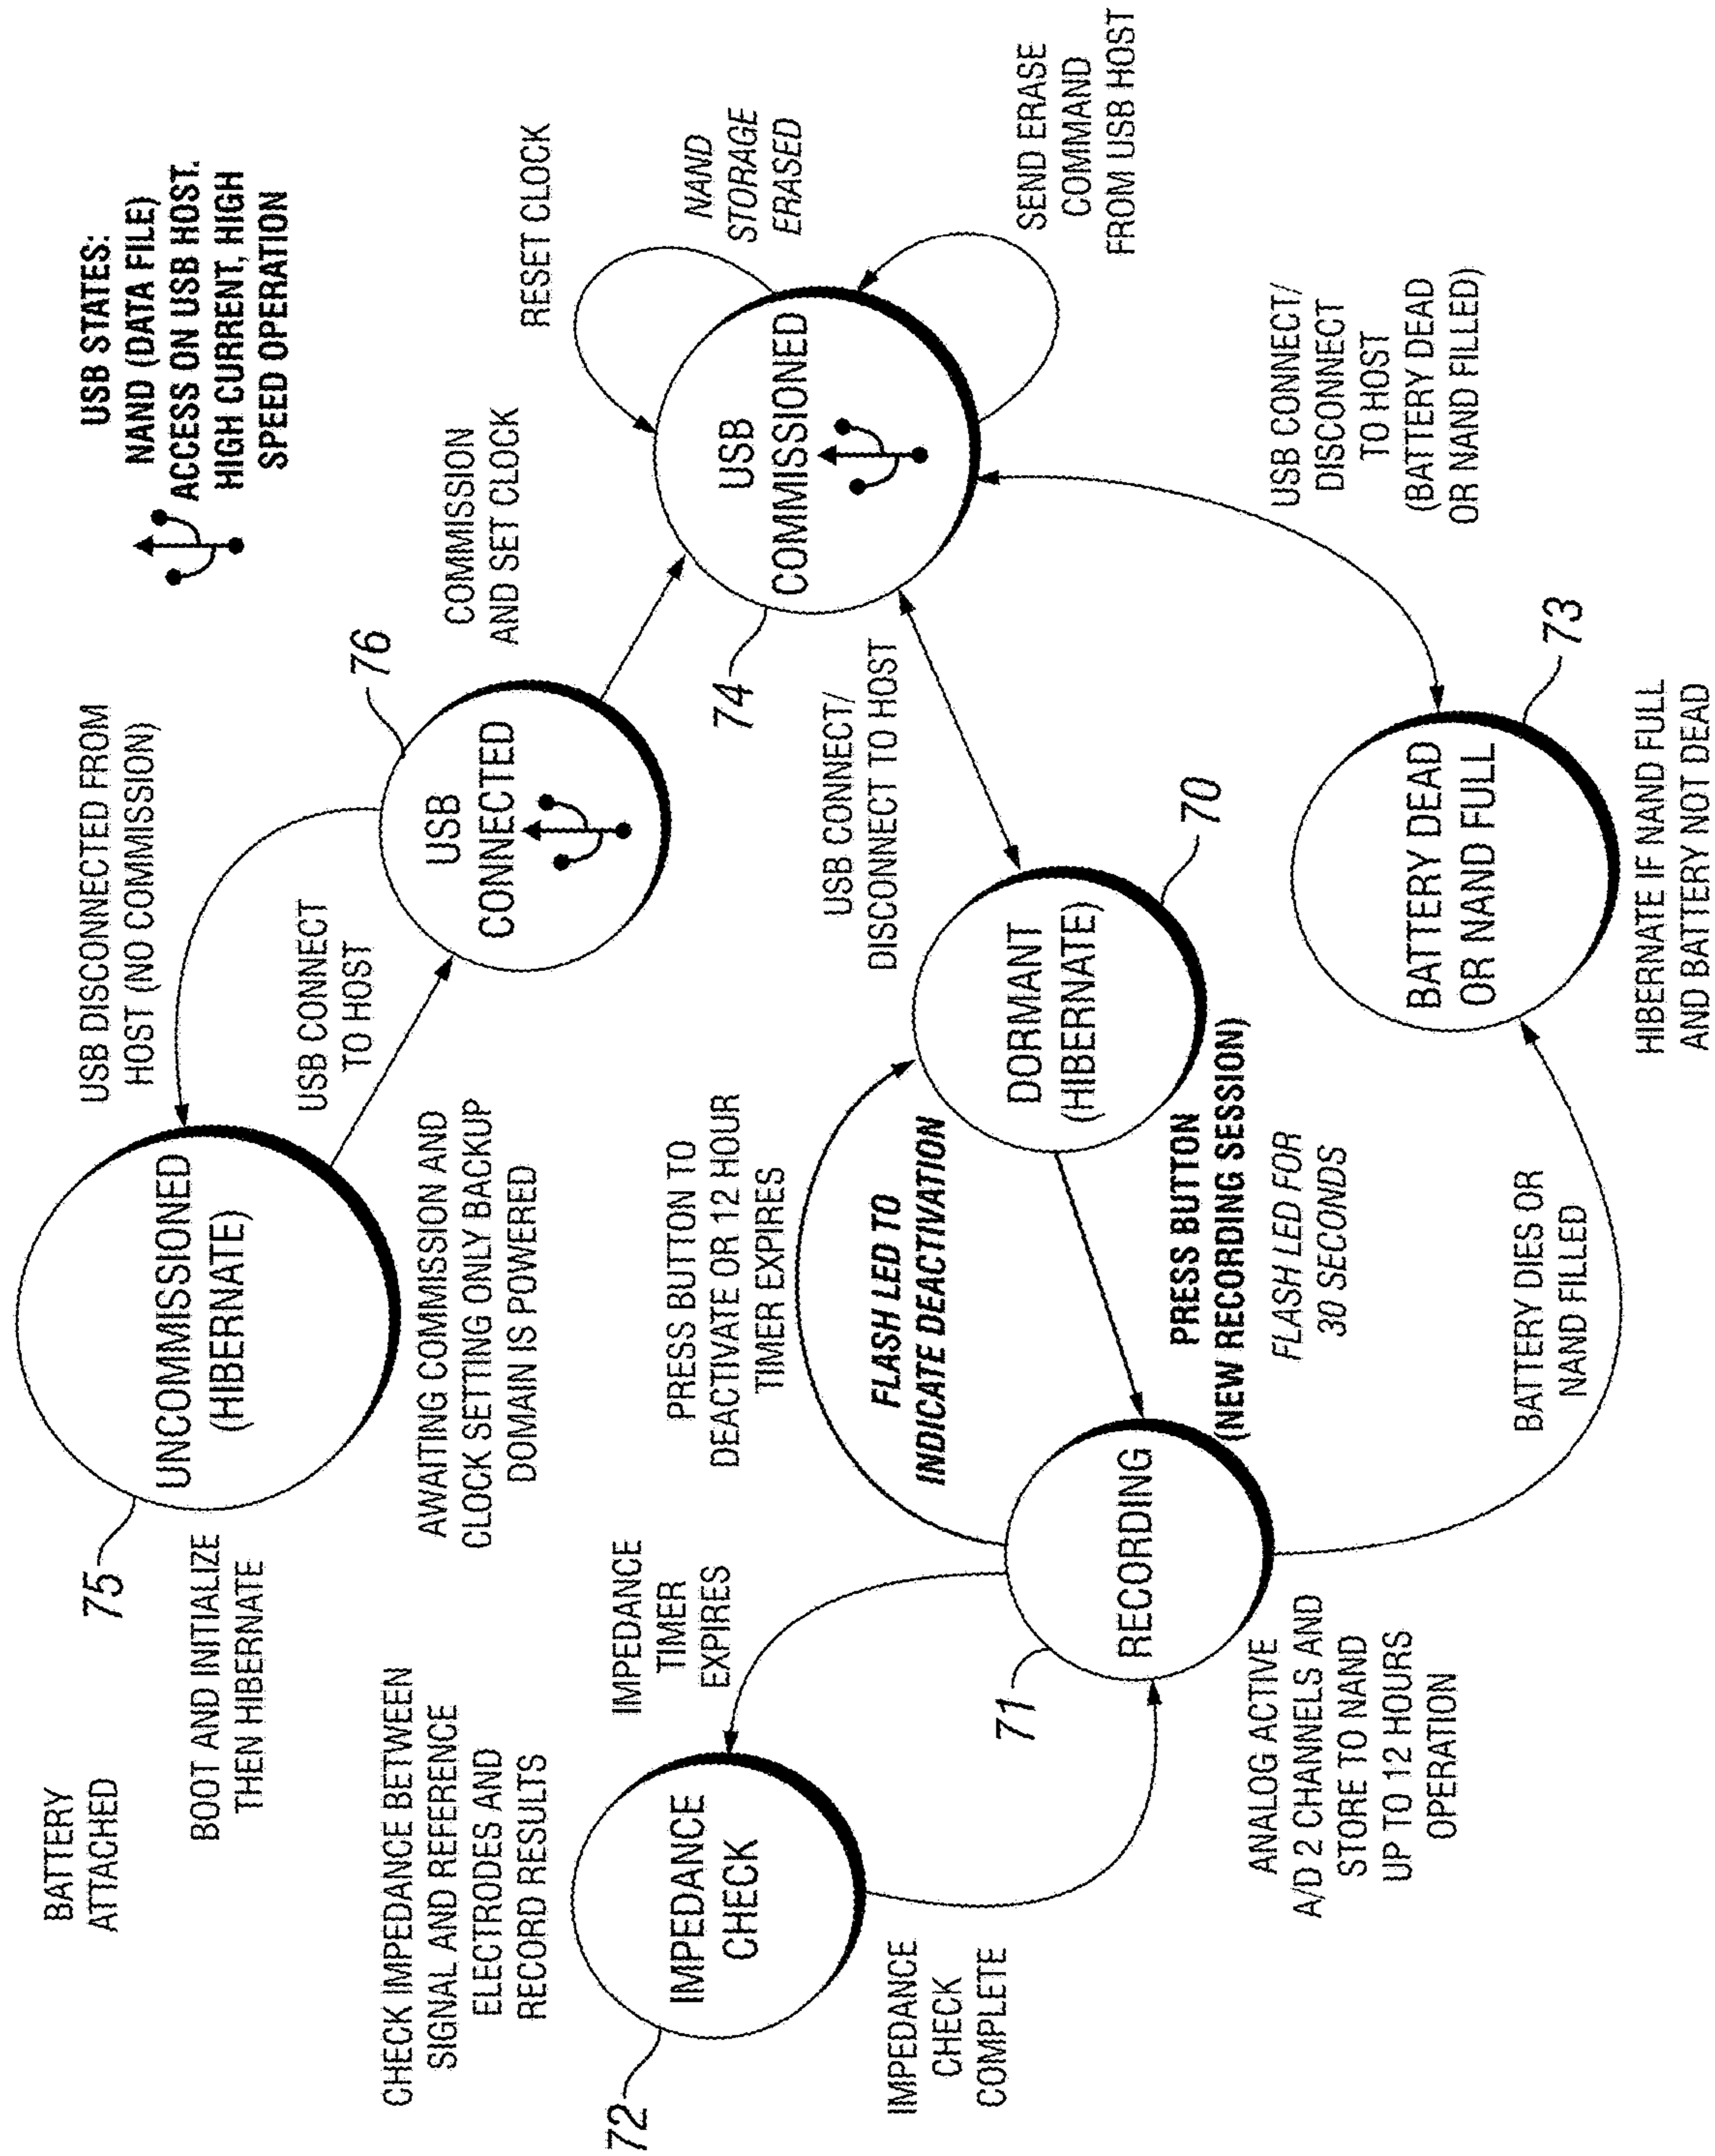 BATTERY
ATTACHED
75
BOOT AND INITIALIZE
THEN HIBERNATE
UNCOMMISSIONED
(HIBERNATE)
AWAITING COMMISSION AND
CLOCK SETTING ONLY BACKUP
DOMAIN IS POWERED
USB DISCONNECTED FROM
HOST (NO COMMISSION)
USB CONNECT
TO HOST
76
USB
CONNECTED
USB STATES:
NAND (DATA FILE)
ACCESS ON USB HOST.
HIGH CURRENT, HIGH
SPEED OPERATION
COMMISSION
AND SET CLOCK
RESET CLOCK
NAND
STORAGE
ERASED
74
USB
COMMISSIONED
SEND ERASE
COMMAND
FROM USB HOST
CHECK IMPEDANCE BETWEEN
SIGNAL AND REFERENCE
ELECTRODES AND
RECORD RESULTS
72
IMPEDANCE
CHECK
IMPEDANCE
TIMER
EXPIRES
IMPEDANCE
CHECK
COMPLETE
PRESS BUTTON TO
DEACTIVATE OR 12 HOUR
TIMER EXPIRES
FLASH LED TO
INDICATE DEACTIVATION
USB CONNECT/
DISCONNECT TO HOST
71
RECORDING
DORMANT
(HIBERNATE)
70
PRESS BUTTON
(NEW RECORDING SESSION)
FLASH LED FOR
30 SECONDS
ANALOG ACTIVE
A/D 2 CHANNELS AND
STORE TO NAND
UP TO 12 HOURS
OPERATION
BATTERY DIES OR
NAND FILLED
USB CONNECT/
DISCONNECT
TO HOST
(BATTERY DEAD
OR NAND FILLED)
BATTERY DEAD
OR NAND FULL
73
HIBERNATE IF NAND FULL
AND BATTERY NOT DEAD